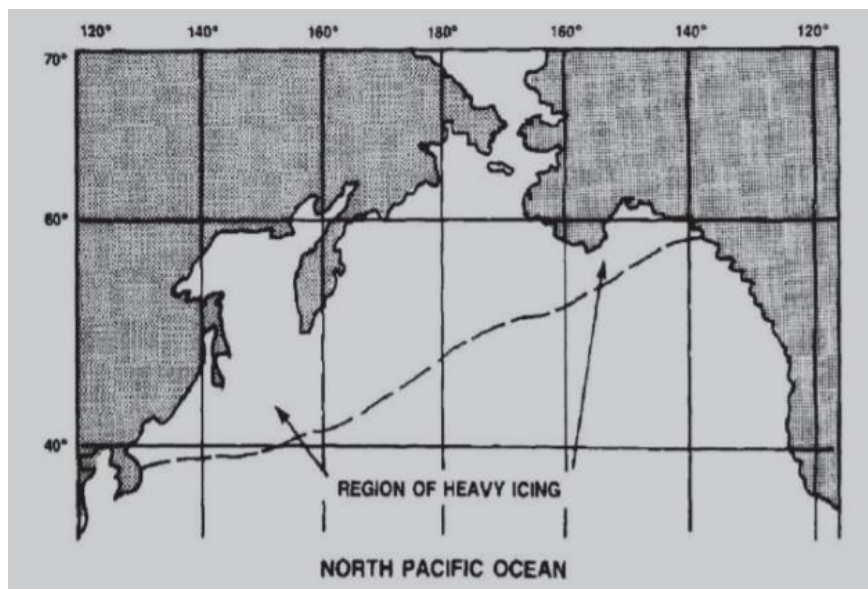 120° 140° 160° 180° 160° 140° 120°
70°
60°
40°
REGION OF HEAVY ICING
NORTH PACIFIC OCEAN